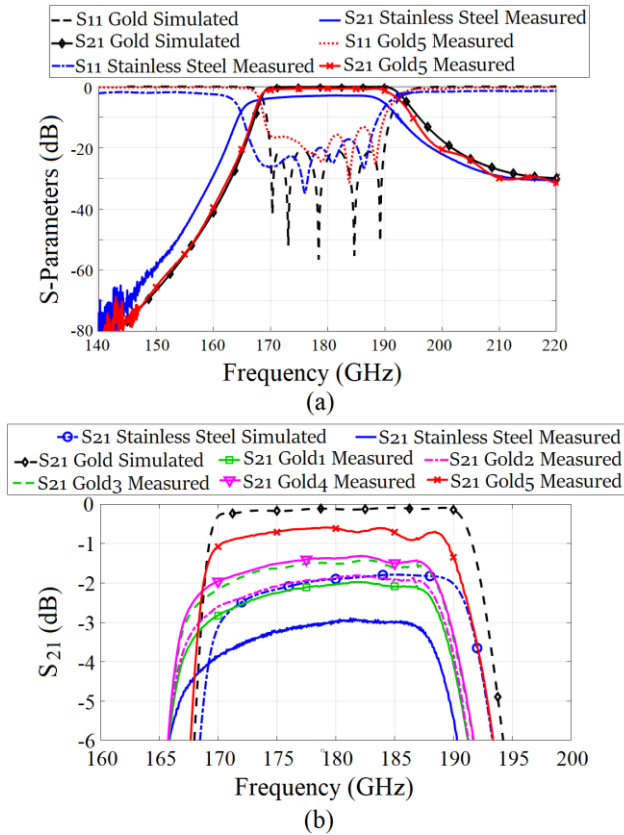 S11 Gold Simulated S21 Stainless Steel Measured
S21 Gold Simulated S11 Gold5 Measured
S11 Stainless Steel Measured S21 Gold5 Measured
0
-20
-40
-60
-80
S-Parameters (dB)
140 150 160 170 180 190 200 210 220
Frequency (GHz)
(a)
S21 Stainless Steel Simulated S21 Stainless Steel Measured
S21 Gold Simulated S21 Gold1 Measured S21 Gold2 Measured
S21 Gold3 Measured S21 Gold4 Measured S21 Gold5 Measured
0
-1
-2
-3
-4
-5
-6
S21 (dB)
160 165 170 175 180 185 190 195 200
Frequency (GHz)
(b)